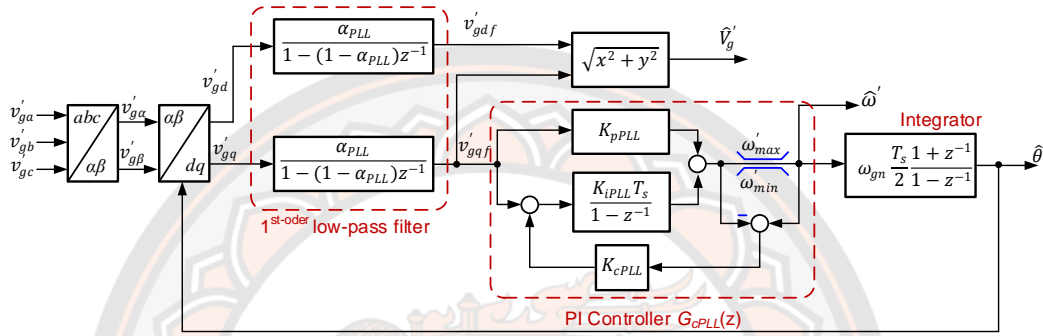 v'gdf
α_PLL
1−(1−α_PLL)z⁻¹
√(x²+y²)
V̂'g
v'gd
ω̂'
v'ga
v'gb
v'gc
abc
αβ
v'gα
v'gβ
αβ
dq
v'gq
α_PLL
1−(1−α_PLL)z⁻¹
v'gqf
1st-oder low-pass filter
K_pPLL
K_iPLL T_s
1−z⁻¹
K_cPLL
ω'max
ω'min
−
Integrator
ω_gn T_s/2 (1+z⁻¹)/(1−z⁻¹)
θ̂
PI Controller G_cPLL(z)